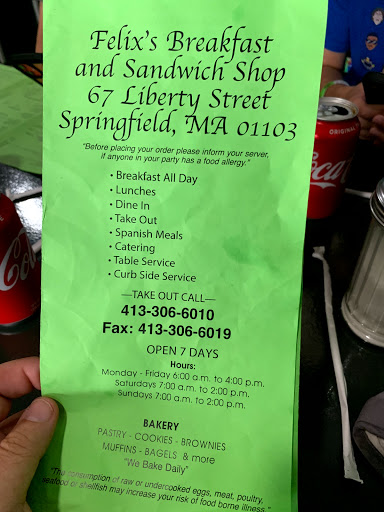 Felix's Breakfast
and Sandwich Shop
67 Liberty Street
Springfield, MA 01103
"Before placing your order please inform your server,
if anyone in your party has a food allergy."
• Breakfast All Day
• Lunches
• Dine In
• Take Out
• Spanish Meals
• Catering
• Table Service
• Curb Side Service
—TAKE OUT CALL—
413-306-6010
Fax: 413-306-6019
OPEN 7 DAYS
Hours:
Monday - Friday 6:00 a.m. to 4:00 p.m.
Saturdays 7:00 a.m. to 2:00 p.m.
Sundays 7:00 a.m. to 2:00 p.m.
BAKERY
PASTRY - COOKIES - BROWNIES
MUFFINS - BAGELS & more
"We Bake Daily"
"The consumption of raw or undercooked eggs, meat, poultry,
seafood or shellfish may increase your risk of food borne illness."
ORIGINAL
Coca
Co